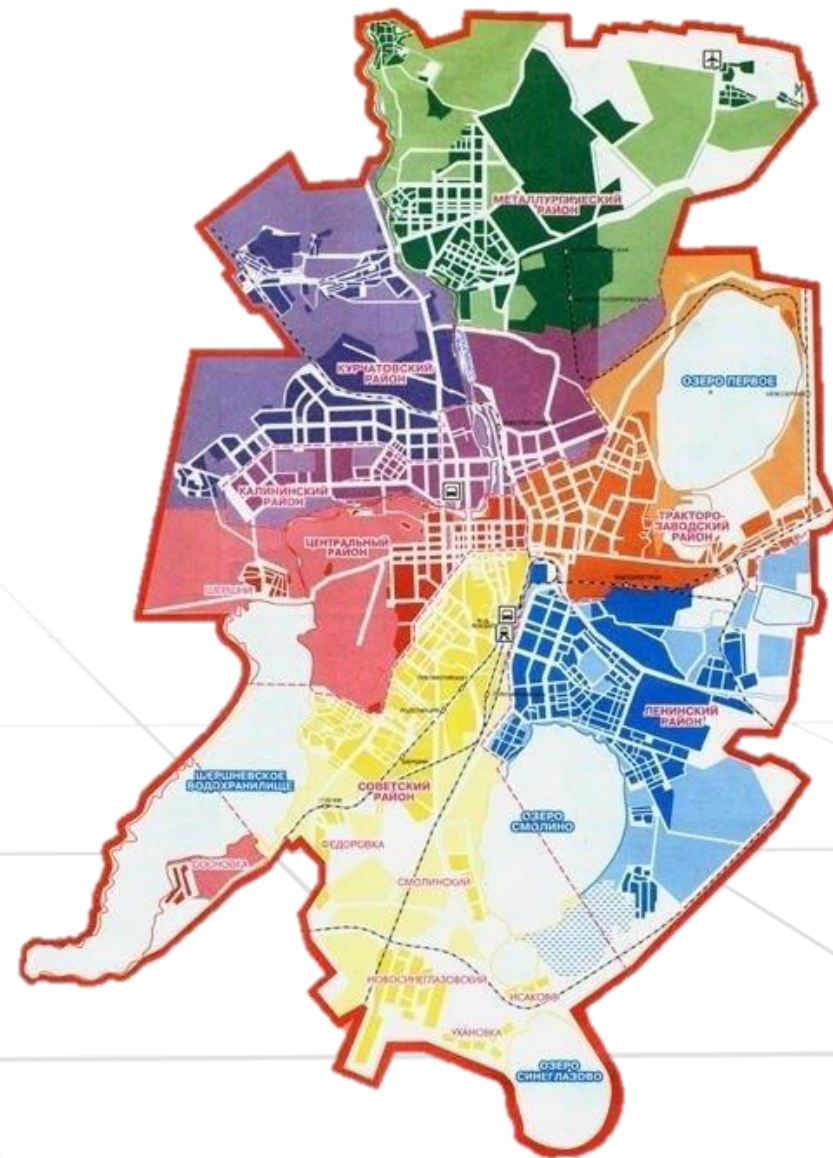 МЕТАЛЛУРГИЧЕСКИЙ
РАЙОН
КУРЧАТОВСКИЙ
РАЙОН
ОЗЕРО ПЕРВОЕ
КАЛИНИНСКИЙ
РАЙОН
ТРАКТОРО-
ЗАВОДСКИЙ
РАЙОН
ЦЕНТРАЛЬНЫЙ
РАЙОН
ШЕРШНИ
ЛЕНИНСКИЙ
РАЙОН
ШЕРШНЕВСКОЕ
ВОДОХРАНИЛИЩЕ
СОВЕТСКИЙ
РАЙОН
ОЗЕРО
СМОЛИНО
ФЕДОРОВКА
СОСНОВКА
СМОЛИНСКИЙ
НОВОСИНЕГЛАЗОВСКИЙ
ИСАКОВО
УХАНОВКА
ОЗЕРО
СИНЕГЛАЗОВО